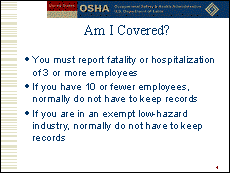 United States
OSHA
Occupational Safety & Health Administration
U.S. Department of Labor
Am I Covered?
• You must report fatality or hospitalization
of 3 or more employees
• If you have 10 or fewer employees,
normally do not have to keep records
• If you are in an exempt low-hazard
industry, normally do not have to keep
records
4